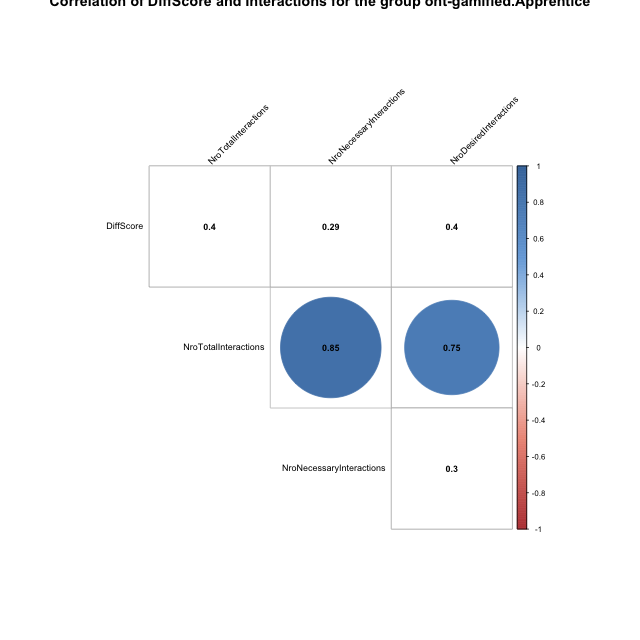 Correlation of DiffScore and Interactions for the group ont-gamified.Apprentice
NroTotalInteractions
NroNecessaryInteractions
NroDesiredInteractions
DiffScore 0.4 0.29 0.4
NroTotalInteractions 0.85 0.75
NroNecessaryInteractions 0.3
1
0.8
0.6
0.4
0.2
0
-0.2
-0.4
-0.6
-0.8
-1